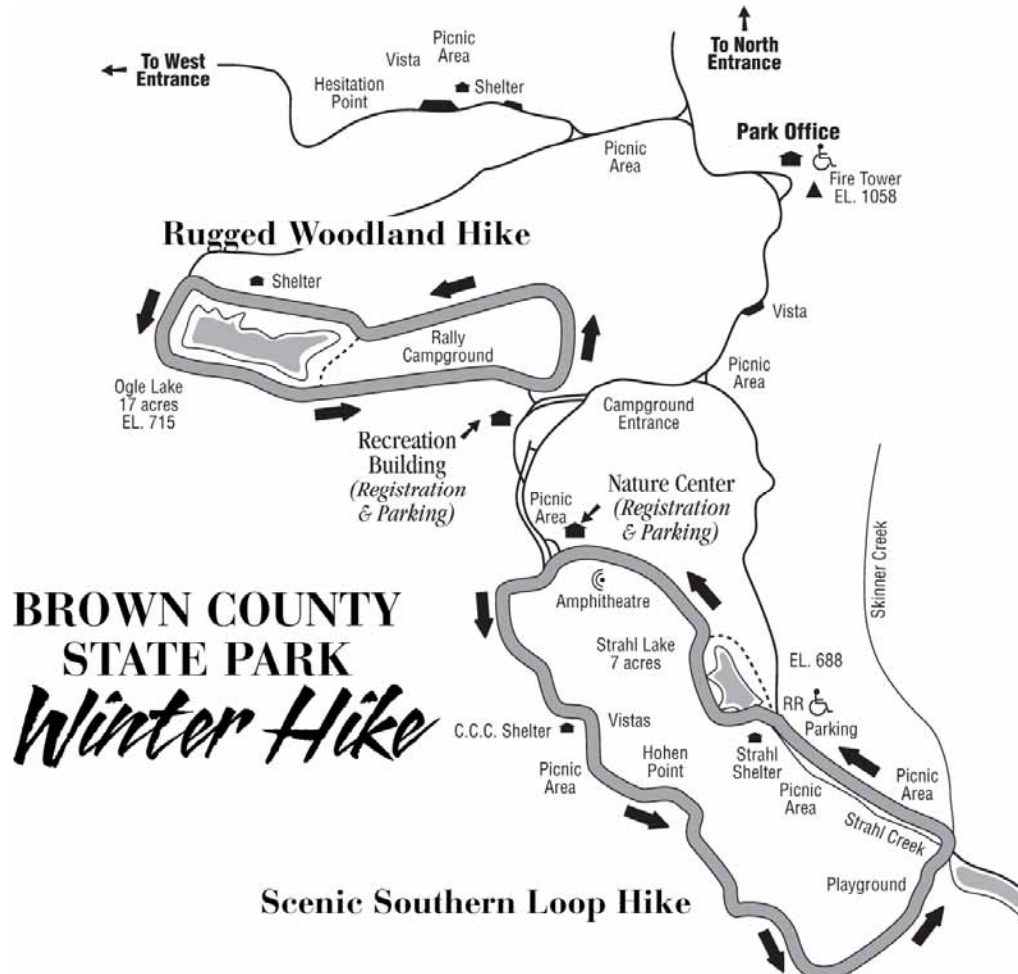 To West
Entrance
Hesitation
Point
Vista
Picnic
Area
Shelter
To North
Entrance
Picnic
Area
Park Office
Fire Tower
EL. 1058
Rugged Woodland Hike
Shelter
Rally
Campground
Vista
Picnic
Area
Ogle Lake
17 acres
EL. 715
Campground
Entrance
Recreation
Building
(Registration
& Parking)
Picnic
Area
Nature Center
(Registration
& Parking)
Skinner Creek
BROWN COUNTY
STATE PARK
Winter Hike
Amphitheatre
Strahl Lake
7 acres
EL. 688
RR
Parking
C.C.C. Shelter
Vistas
Picnic
Area
Hohen
Point
Strahl
Shelter
Picnic
Area
Picnic
Area
Strahl Creek
Playground
Scenic Southern Loop Hike